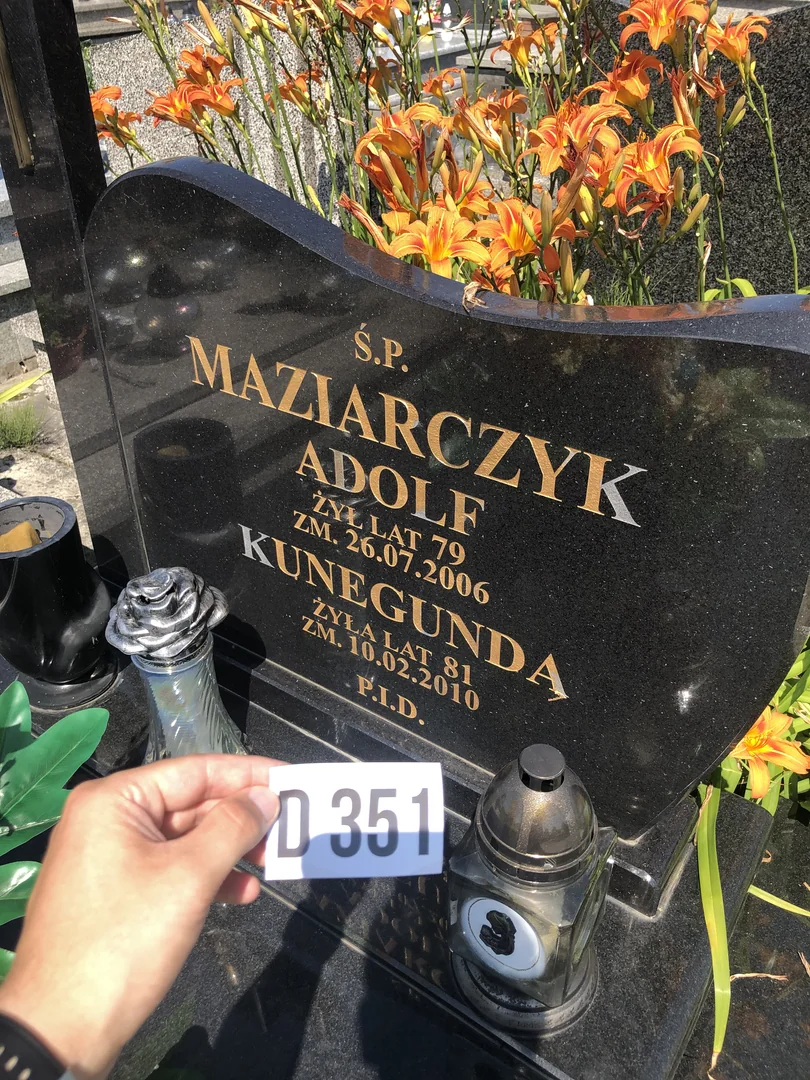 Ś.P.
MAZIARCZYK
ADOLF
ŻYŁ LAT 79
ZM. 26.07.2006
KUNEGUNDA
ŻYŁA LAT 81
ZM. 10.02.2010
P.I.D.
D 351